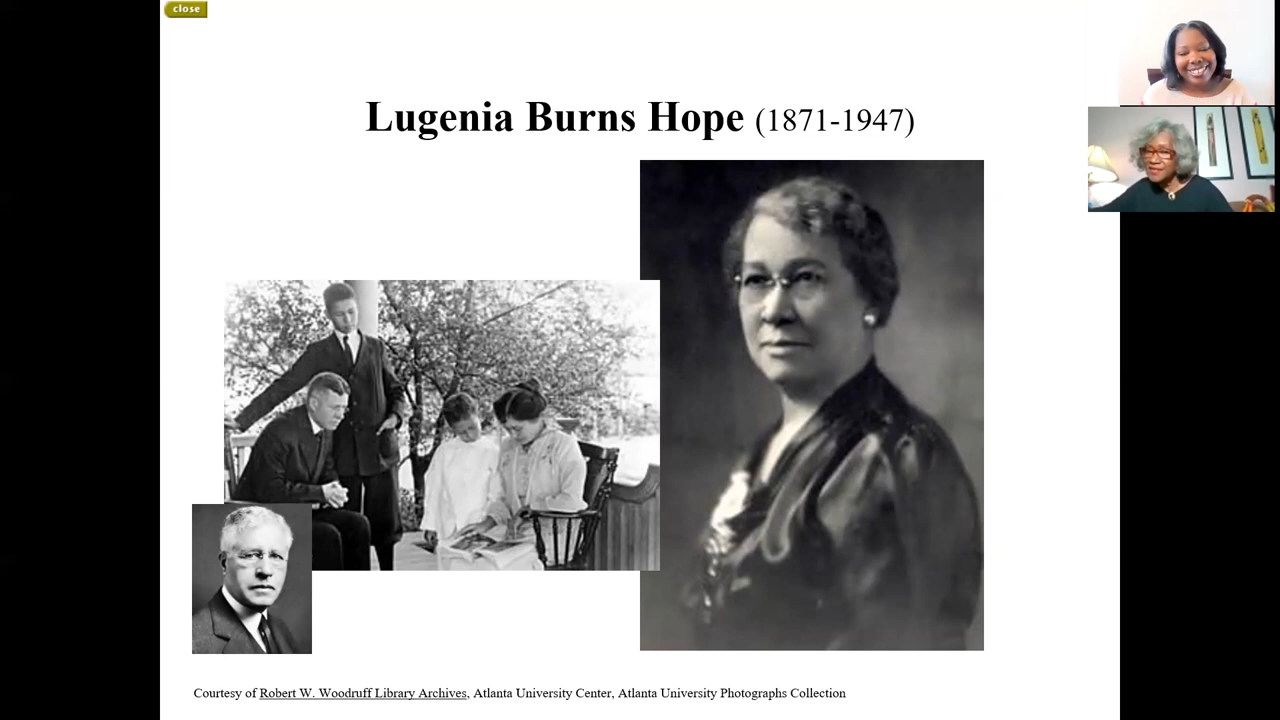 close
Lugenia Burns Hope (1871-1947)
Courtesy of Robert W. Woodruff Library Archives, Atlanta University Center, Atlanta University Photographs Collection